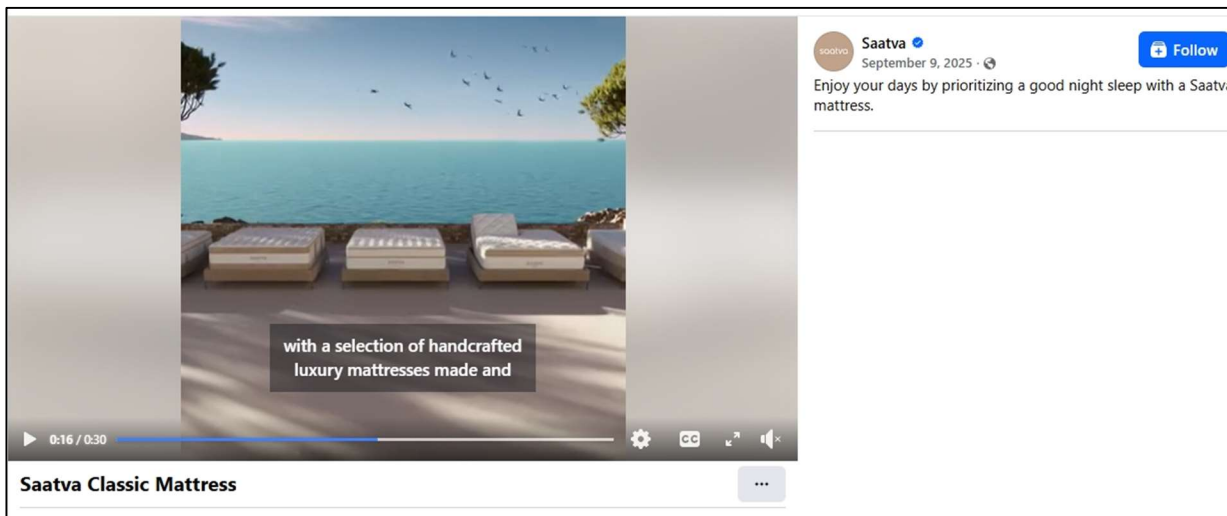 with a selection of handcrafted
luxury mattresses made and
0:16 / 0:30
CC
Saatva Classic Mattress
saatva
Saatva
September 9, 2025
Follow
Enjoy your days by prioritizing a good night sleep with a Saatva
mattress.